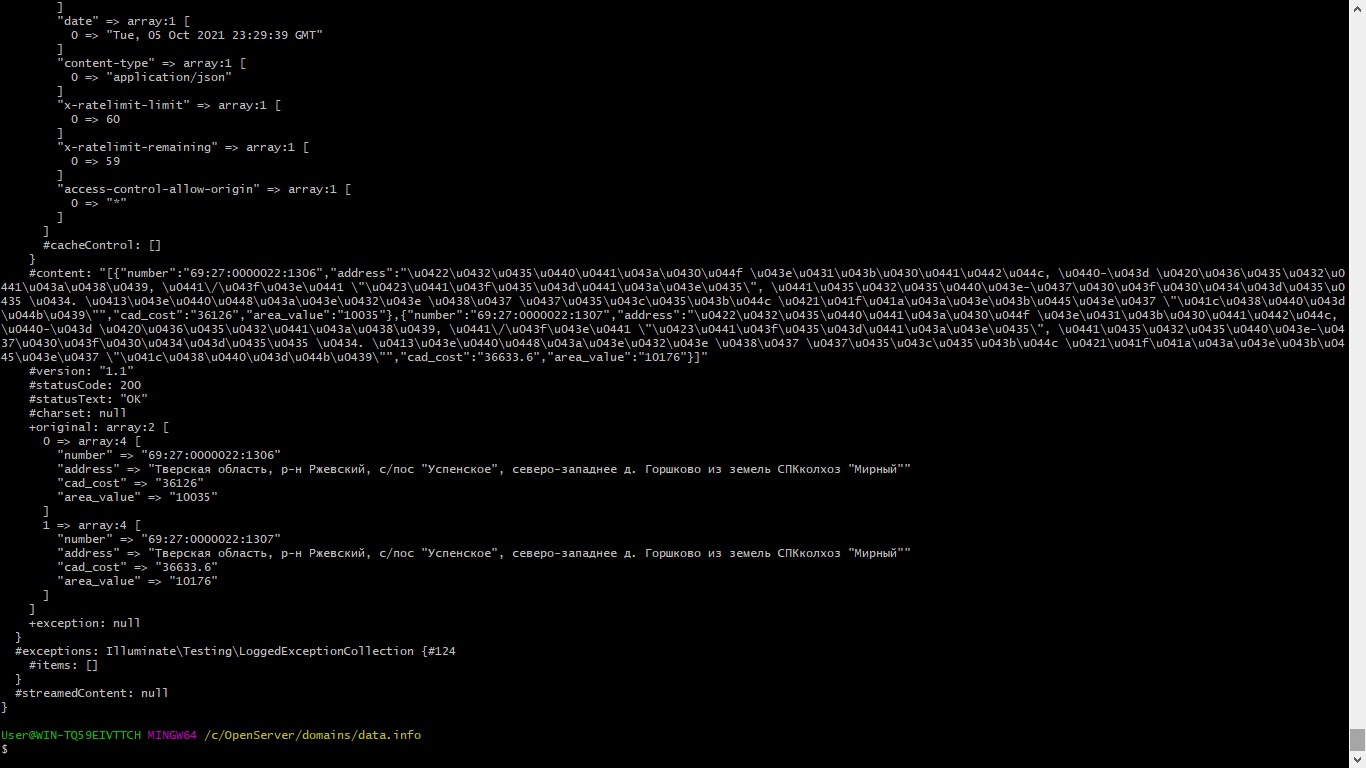 ]
"date" => array:1 [
0 => "Tue, 05 Oct 2021 23:29:39 GMT"
]
"content-type" => array:1 [
0 => "application/json"
]
"x-ratelimit-limit" => array:1 [
0 => 60
]
"x-ratelimit-remaining" => array:1 [
0 => 59
]
"access-control-allow-origin" => array:1 [
0 => "*"
]
]
#cacheControl: []
}
#content: "[{"number":"69:27:0000022:1306","address":"\u0422\u0432\u0435\u0440\u0441\u043a\u0430\u044f \u043e\u0431\u043b\u0430\u0441\u0442\u044c, \u0440-\u043d \u0420\u0436\u0435\u0432\u0
441\u043a\u0438\u0439, \u0441\/\u043f\u043e\u0441 \"\u0423\u0441\u043f\u0435\u043d\u0441\u043a\u043e\u0435\", \u0441\u0435\u0432\u0435\u0440\u043e-\u0437\u0430\u043f\u0430\u0434\u043d\u0435\u0
435 \u0434. \u0413\u043e\u0440\u0448\u043a\u043e\u0432\u043e \u0438\u0437 \u0437\u0435\u043c\u0435\u043b\u044c \u0421\u041f\u041a\u043a\u043e\u043b\u0445\u043e\u0437 \"\u041c\u0438\u0440\u043d
\u044b\u0439\"","cad_cost":"36126","area_value":"10035"},{"number":"69:27:0000022:1307","address":"\u0422\u0432\u0435\u0440\u0441\u043a\u0430\u044f \u043e\u0431\u043b\u0430\u0441\u0442\u044c,
\u0440-\u043d \u0420\u0436\u0435\u0432\u0441\u043a\u0438\u0439, \u0441\/\u043f\u043e\u0441 \"\u0423\u0441\u043f\u0435\u043d\u0441\u043a\u043e\u0435\", \u0441\u0435\u0432\u0435\u0440\u043e-\u04
37\u0430\u043f\u0430\u0434\u043d\u0435\u0435 \u0434. \u0413\u043e\u0440\u0448\u043a\u043e\u0432\u043e \u0438\u0437 \u0437\u0435\u043c\u0435\u043b\u044c \u0421\u041f\u041a\u043a\u043e\u043b\u04
45\u043e\u0437 \"\u041c\u0438\u0440\u043d\u044b\u0439\"","cad_cost":"36633.6","area_value":"10176"}]"
#version: "1.1"
#statusCode: 200
#statusText: "OK"
#charset: null
+original: array:2 [
0 => array:4 [
"number" => "69:27:0000022:1306"
"address" => "Тверская область, р-н Ржевский, с/пос "Успенское", северо-западнее д. Горшково из земель СПКколхоз "Мирный""
"cad_cost" => "36126"
"area_value" => "10035"
]
1 => array:4 [
"number" => "69:27:0000022:1307"
"address" => "Тверская область, р-н Ржевский, с/пос "Успенское", северо-западнее д. Горшково из земель СПКколхоз "Мирный""
"cad_cost" => "36633.6"
"area_value" => "10176"
]
]
+exception: null
}
#exceptions: Illuminate\Testing\LoggedExceptionCollection {#124
#items: []
}
#streamedContent: null
}
User@WIN-TQ59EIVTTCH MINGW64 /c/OpenServer/domains/data.info
$